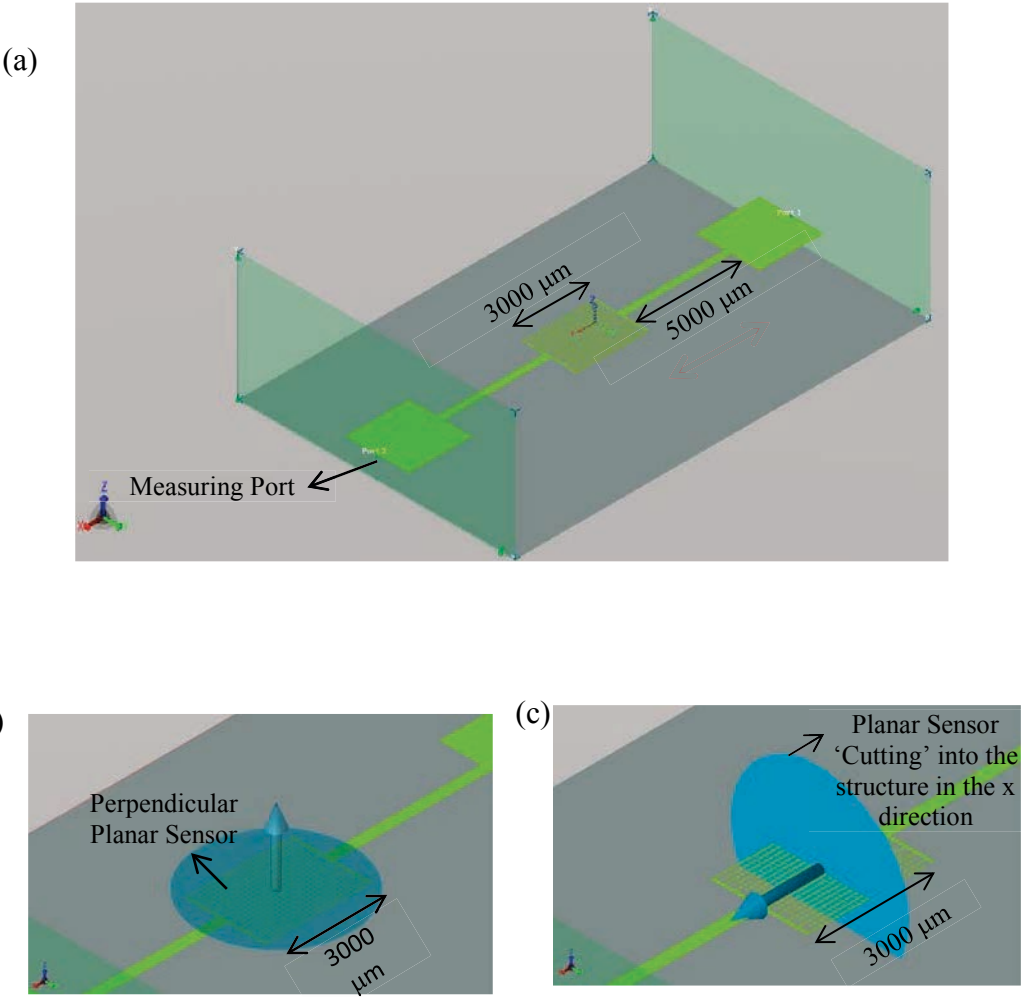 (a)
Port 1
3000 μm
5000 μm
Z
Port 2
Measuring Port
Z
X
)
(c)
Perpendicular
Planar Sensor
3000
μm
Planar Sensor
‘Cutting’ into the
structure in the x
direction
3000 μm